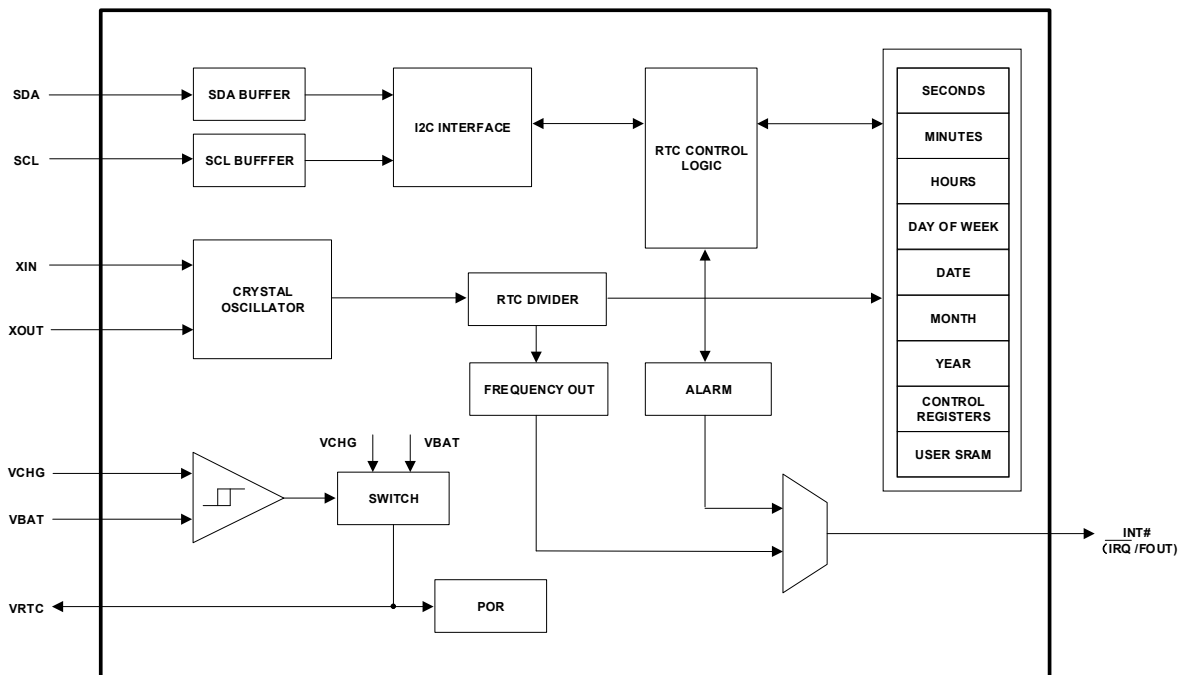 SDA
SDA BUFFER
SCL
SCL BUFFFER
I2C INTERFACE
RTC CONTROL
LOGIC
SECONDS
MINUTES
HOURS
DAY OF WEEK
DATE
MONTH
YEAR
CONTROL
REGISTERS
USER SRAM
XIN
XOUT
CRYSTAL
OSCILLATOR
RTC DIVIDER
FREQUENCY OUT
ALARM
VCHG
VBAT
VCHG
VBAT
SWITCH
INT#
(IRQ /FOUT)
VRTC
POR